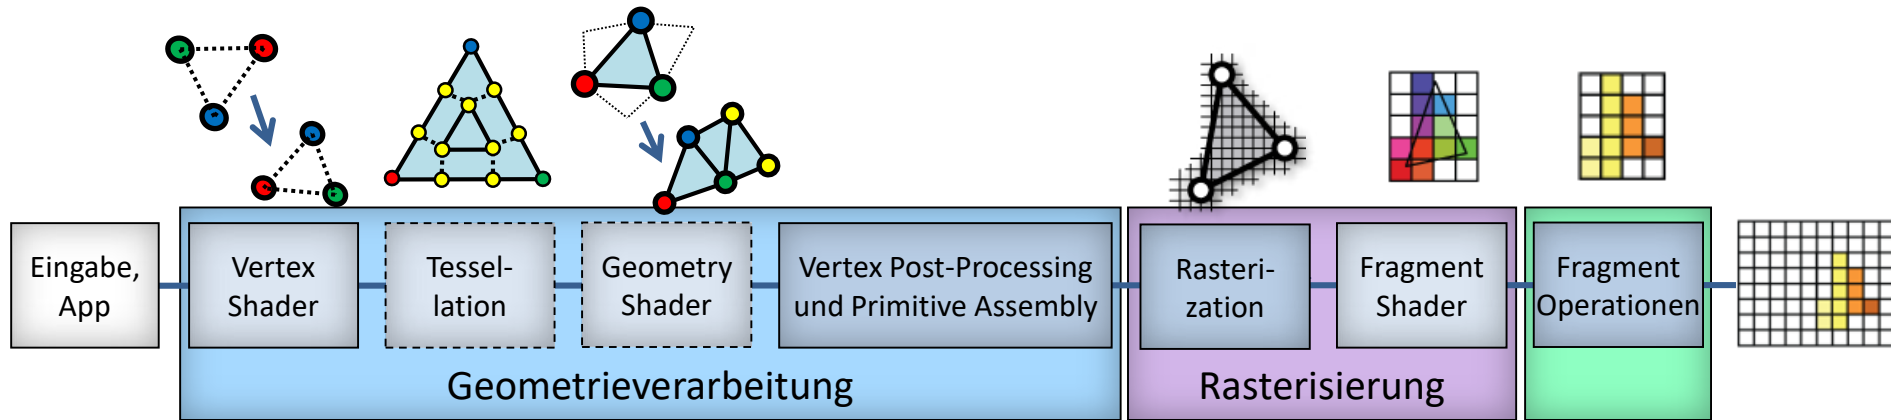 Eingabe,
App
Vertex
Shader
Tessel-
lation
Geometry
Shader
Vertex Post-Processing
und Primitive Assembly
Rasteri-
zation
Fragment
Shader
Fragment
Operationen
Geometrieverarbeitung
Rasterisierung